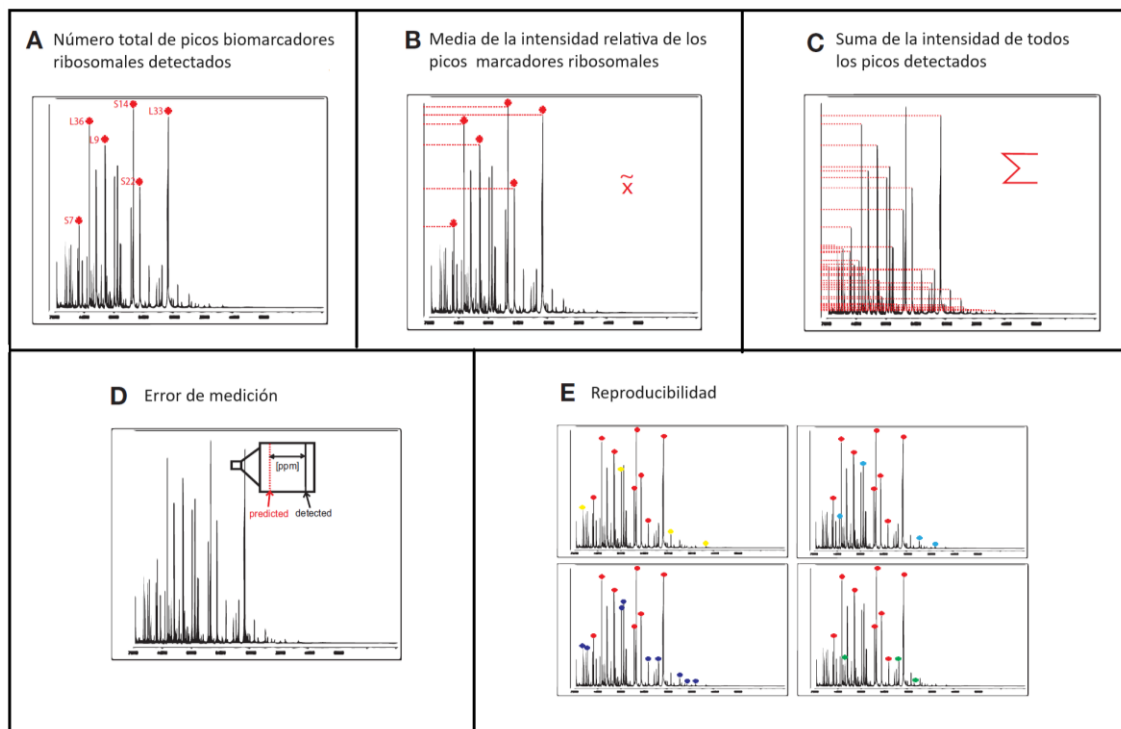 A Número total de picos biomarcadores
ribosomales detectados
S14
L33
L36
L9
S22
S7
B Media de la intensidad relativa de los
picos marcadores ribosomales
x̃
C Suma de la intensidad de todos
los picos detectados
Σ
D Error de medición
[ppm]
predicted
detected
E Reproducibilidad